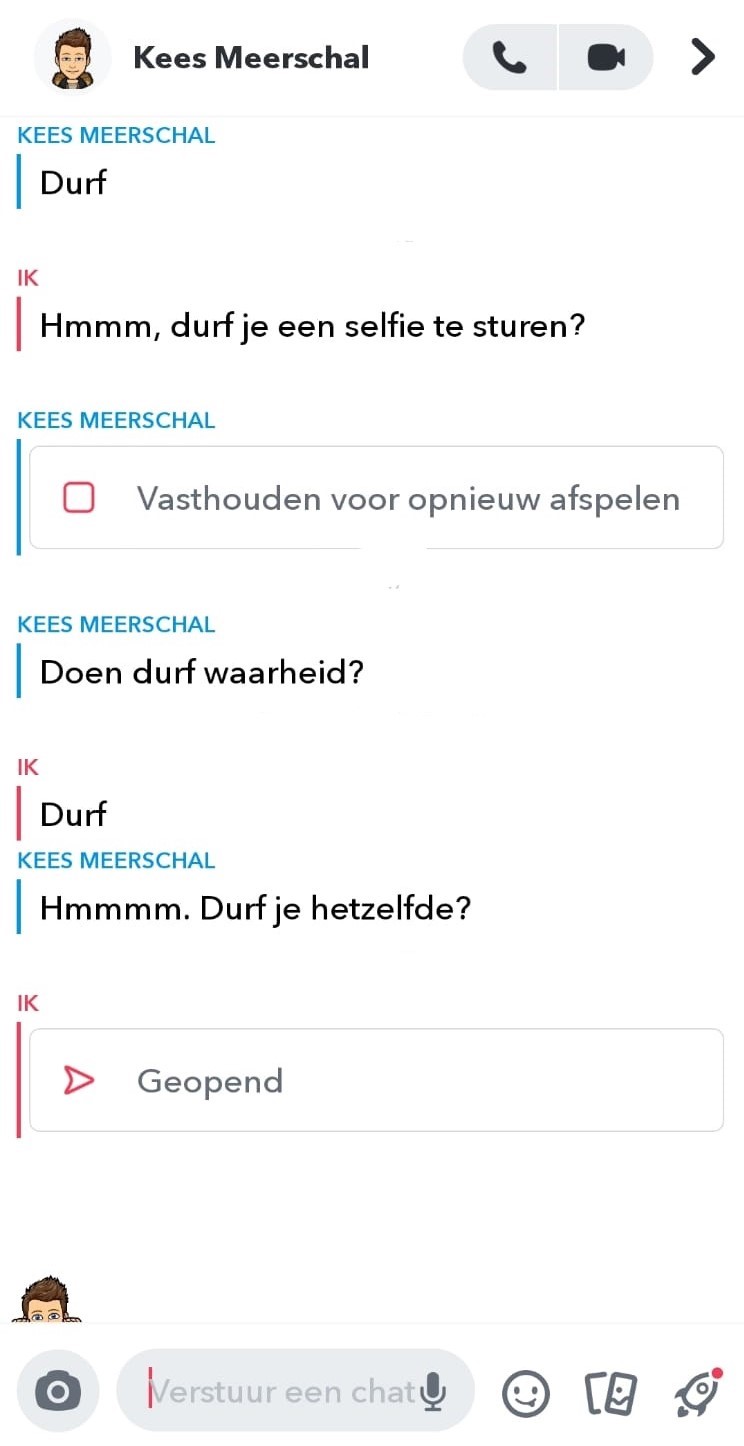 Kees Meerschal
KEES MEERSCHAL
Durf
IK
Hmmm, durf je een selfie te sturen?
KEES MEERSCHAL
Vasthouden voor opnieuw afspelen
KEES MEERSCHAL
Doen durf waarheid?
IK
Durf
KEES MEERSCHAL
Hmmmm. Durf je hetzelfde?
IK
Geopend
Verstuur een chat